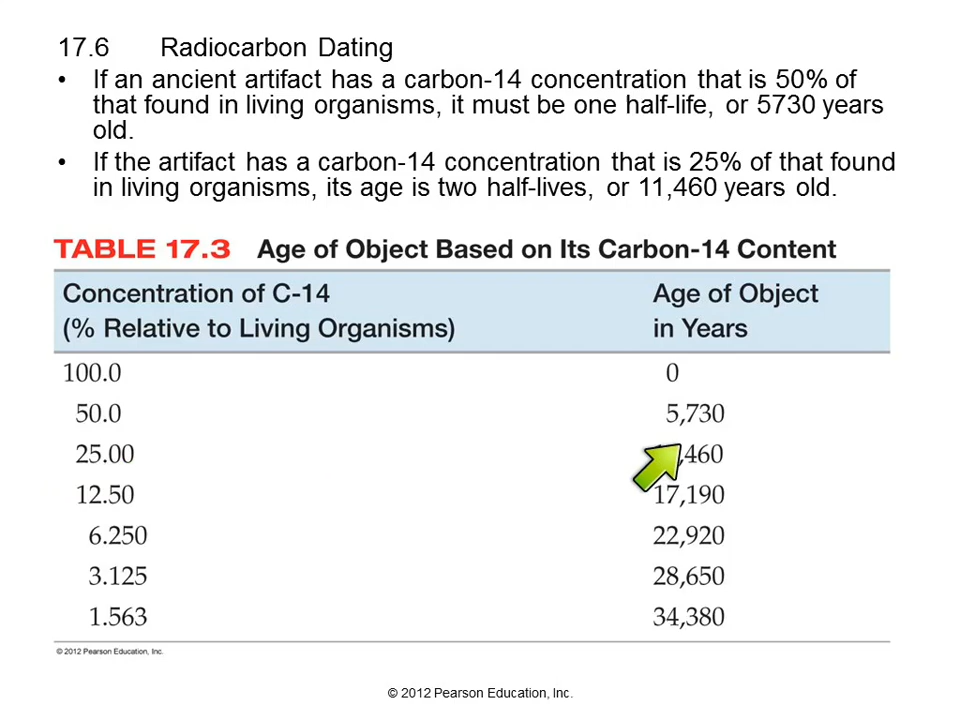 17.6 Radiocarbon Dating
• If an ancient artifact has a carbon-14 concentration that is 50% of
that found in living organisms, it must be one half-life, or 5730 years
old.
• If the artifact has a carbon-14 concentration that is 25% of that found
in living organisms, its age is two half-lives, or 11,460 years old.
TABLE 17.3 Age of Object Based on Its Carbon-14 Content
Concentration of C-14 Age of Object
(% Relative to Living Organisms) in Years
100.0 0
50.0 5,730
25.00 ,460
12.50 17,190
6.250 22,920
3.125 28,650
1.563 34,380
© 2012 Pearson Education, Inc.
© 2012 Pearson Education, Inc.